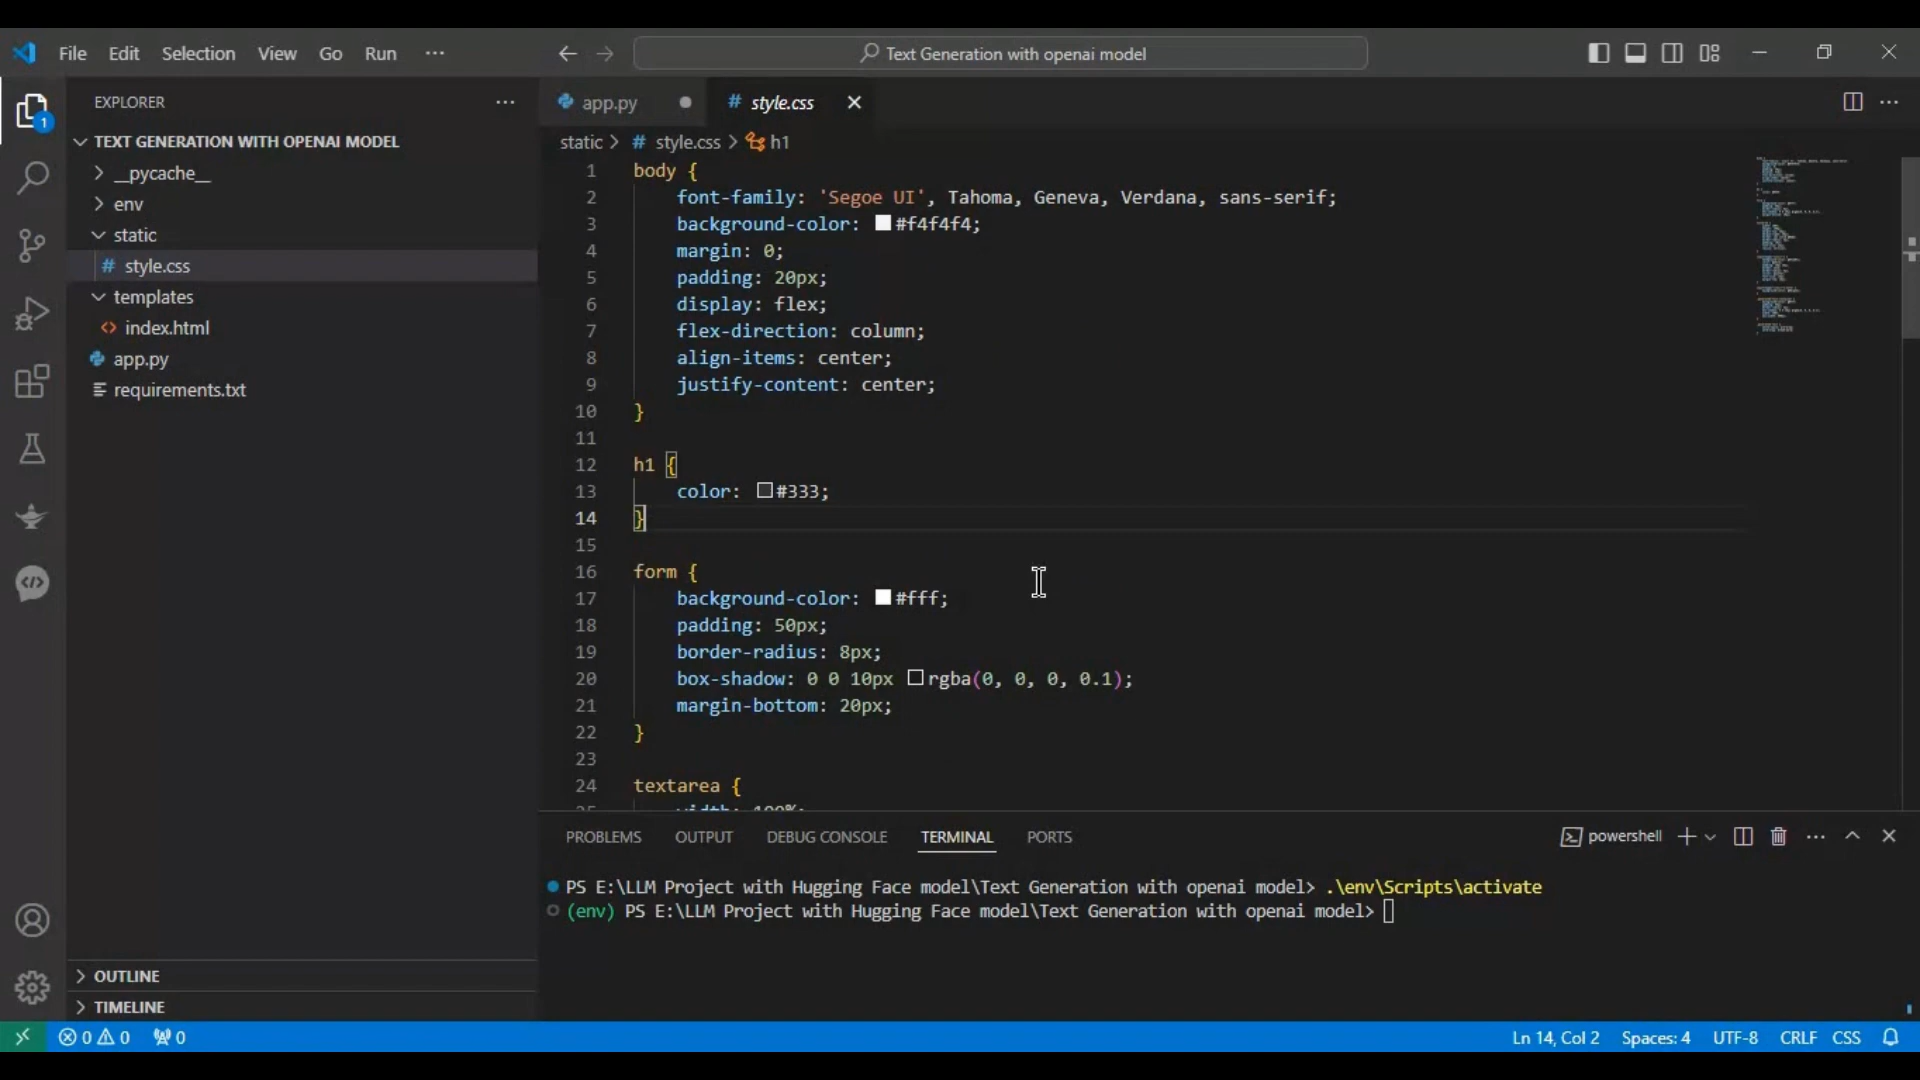 File Edit Selection View Go Run ···
Text Generation with openai model
EXPLORER ···
1
TEXT GENERATION WITH OPENAI MODEL
__pycache__
env
static
# style.css
templates
<> index.html
app.py
requirements.txt
OUTLINE
TIMELINE
app.py
# style.css
static > # style.css > h1
1 body {
2     font-family: 'Segoe UI', Tahoma, Geneva, Verdana, sans-serif;
3     background-color: #f4f4f4;
4     margin: 0;
5     padding: 20px;
6     display: flex;
7     flex-direction: column;
8     align-items: center;
9     justify-content: center;
10 }
11
12 h1 {
13     color: #333;
14 }
15
16 form {
17     background-color: #fff;
18     padding: 50px;
19     border-radius: 8px;
20     box-shadow: 0 0 10px rgba(0, 0, 0, 0.1);
21     margin-bottom: 20px;
22 }
23
24 textarea {
25     width: 100%;
PROBLEMS OUTPUT DEBUG CONSOLE TERMINAL PORTS
powershell
PS E:\LLM Project with Hugging Face model\Text Generation with openai model> .\env\Scripts\activate
(env) PS E:\LLM Project with Hugging Face model\Text Generation with openai model>
0 0 0
Ln 14, Col 2 Spaces: 4 UTF-8 CRLF CSS